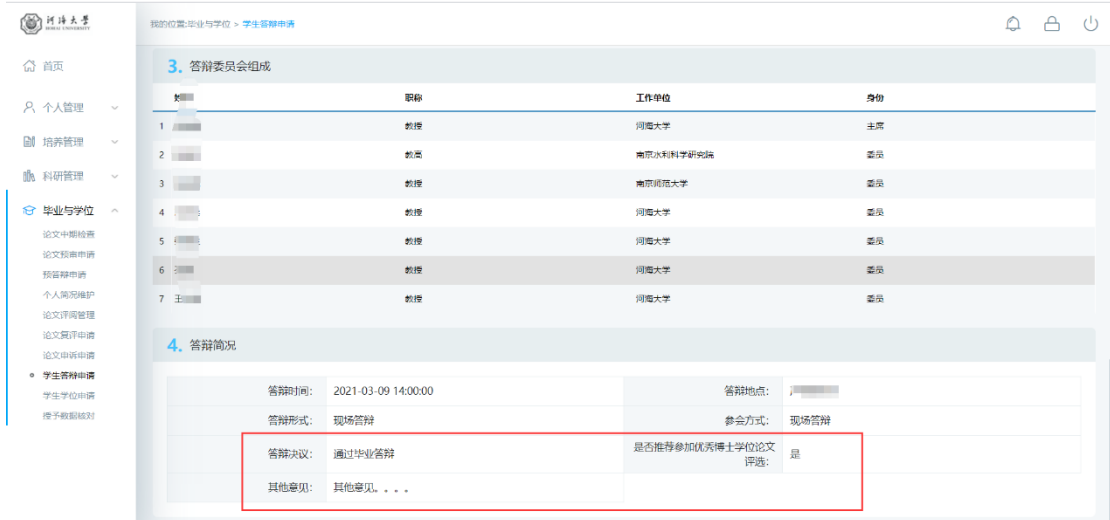 河海大学
HOHAI UNIVERSITY
我的位置:毕业与学位 > 学生答辩申请
首页
个人管理
培养管理
科研管理
毕业与学位
论文中期检查
论文预审申请
预答辩申请
个人简况维护
论文评阅管理
论文复评申请
论文申诉申请
学生答辩申请
学生学位申请
授予数据核对
3. 答辩委员会组成
职称 工作单位 身份
1 教授 河海大学 主席
2 教高 南京水利科学研究院 委员
3 教授 南京师范大学 委员
4 教授 河海大学 委员
5 教授 河海大学 委员
6 教授 河海大学 委员
7 王 教授 河海大学 委员
4. 答辩简况
答辩时间: 2021-03-09 14:00:00 答辩地点:
答辩形式: 现场答辩 参会方式: 现场答辩
答辩决议: 通过毕业答辩 是否推荐参加优秀博士学位论文
评选: 是
其他意见: 其他意见。。。。